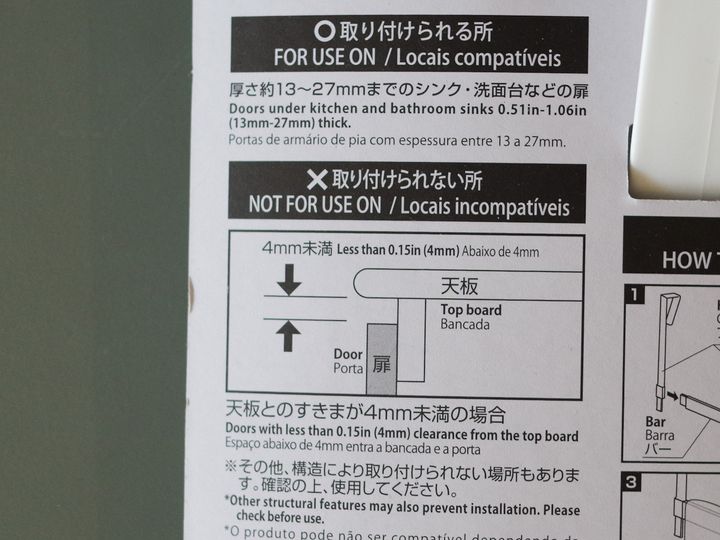 ○取り付けられる所
FOR USE ON / Locais compatíveis
厚さ約13～27mmまでのシンク・洗面台などの扉
Doors under kitchen and bathroom sinks 0.51in-1.06in
(13mm-27mm) thick.
Portas de armário de pia com espessura entre 13 a 27mm.
×取り付けられない所
NOT FOR USE ON / Locais incompatíveis
4mm未満 Less than 0.15in (4mm) Abaixo de 4mm
天板
Top board
Bancada
Door
Porta
扉
天板とのすきまが4mm未満の場合
Doors with less than 0.15in (4mm) clearance from the top board
Espaço abaixo de 4mm entre a bancada e a porta
※その他、構造により取り付けられない場所もありま
す。確認の上、使用してください。
*Other structural features may also prevent installation. Please
check before use.
*O produto pode não ser compatível dependendo da
HOW
1
Bar
Barra
バー
3